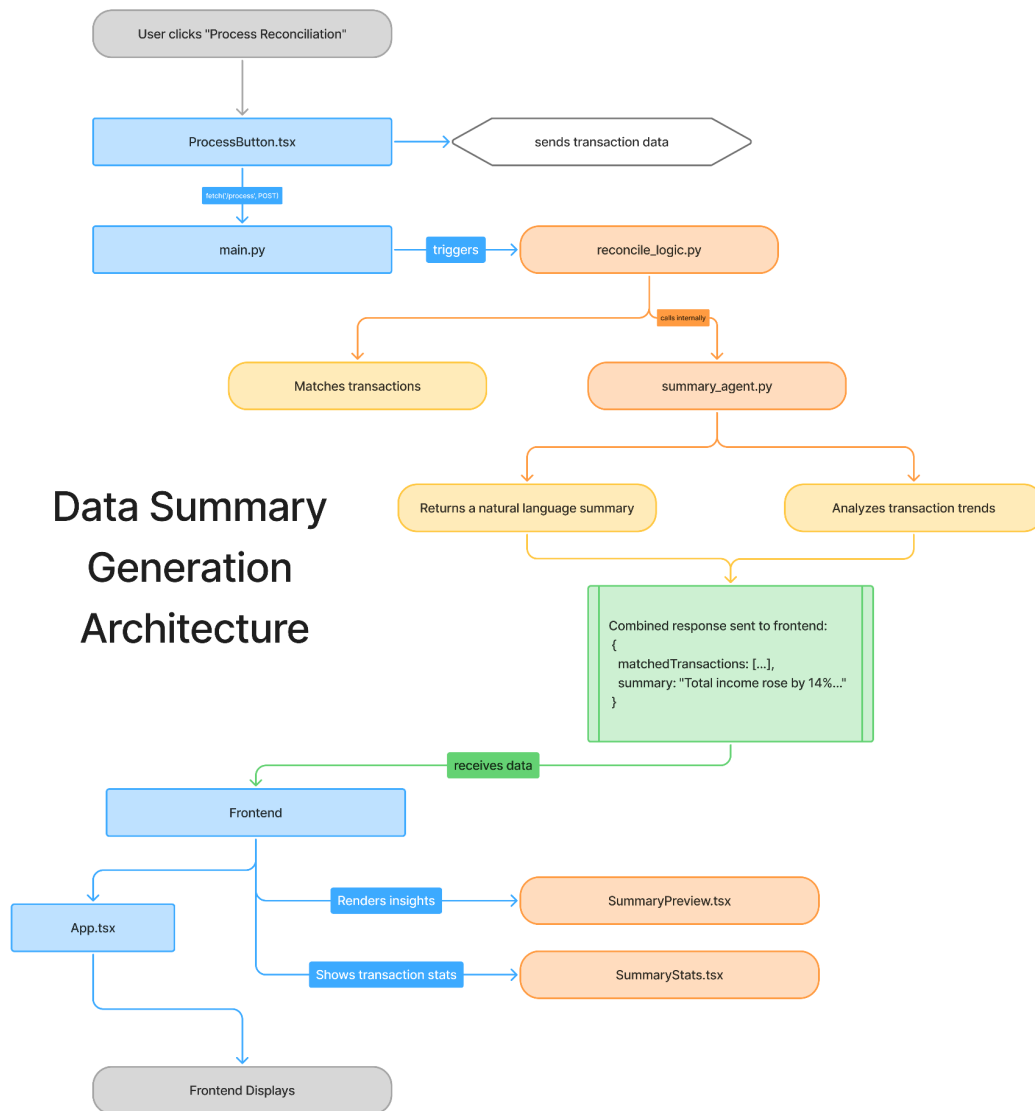 User clicks "Process Reconciliation"
ProcessButton.tsx
sends transaction data
fetch('/process', POST)
main.py
triggers
reconcile_logic.py
calls internally
Matches transactions
summary_agent.py
Data Summary
Generation
Architecture
Returns a natural language summary
Analyzes transaction trends
Combined response sent to frontend:
{
matchedTransactions: [...],
summary: "Total income rose by 14%..."
}
receives data
Frontend
Renders insights
SummaryPreview.tsx
App.tsx
Shows transaction stats
SummaryStats.tsx
Frontend Displays